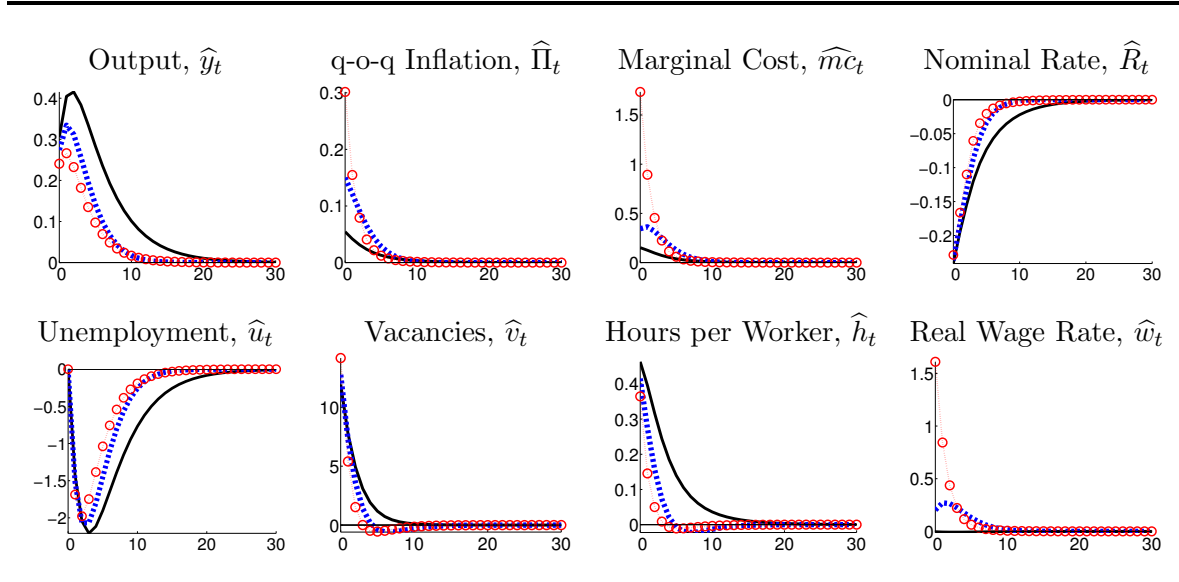 Output, ŷ_t
q-o-q Inflation, Π̂_t
Marginal Cost, m̂c_t
Nominal Rate, R̂_t
0.4
0.3
0.2
0.1
0
0 10 20 30
0.3
0.2
0.3
0.1
0
0 10 20 30
1.5
1
0.5
0
0 10 20 30
0
−0.05
−0.1
−0.15
−0.2
0 10 20 30
Unemployment, û_t
Vacancies, v̂_t
Hours per Worker, ĥ_t
Real Wage Rate, ŵ_t
0
−0.5
−1
−1.5
−2
0 10 20 30
10
5
0
0 10 20 30
0.4
0.3
0.2
0.1
0
0 10 20 30
1.5
1
0.5
0
0 10 20 30